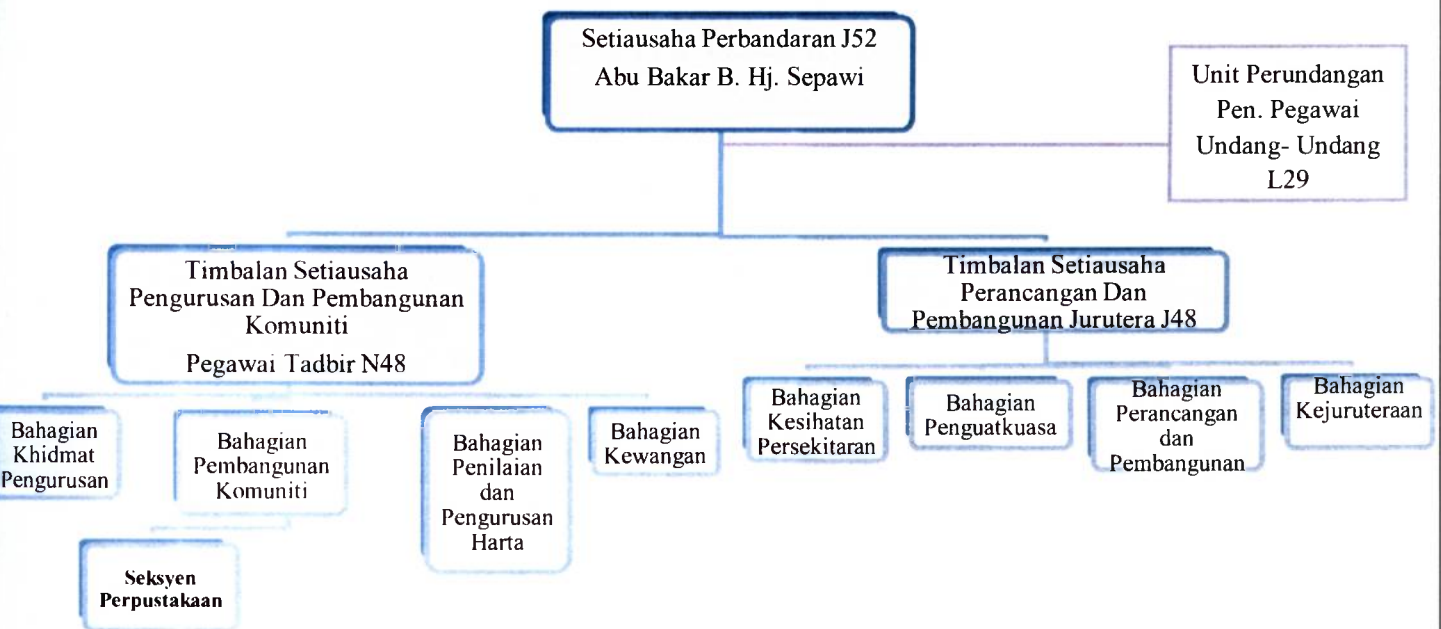 Setiausaha Perbandaran J52
Abu Bakar B. Hj. Sepawi
Unit Perundangan
Pen. Pegawai
Undang- Undang
L29
Timbalan Setiausaha
Pengurusan Dan Pembangunan
Komuniti
Pegawai Tadbir N48
Timbalan Setiausaha
Perancangan Dan
Pembangunan Jurutera J48
Bahagian
Khidmat
Pengurusan
Bahagian
Pembangunan
Komuniti
Bahagian
Penilaian
dan
Pengurusan
Harta
Bahagian
Kewangan
Bahagian
Kesihatan
Persekitaran
Bahagian
Penguatkuasa
Bahagian
Perancangan
dan
Pembangunan
Bahagian
Kejuruteraan
Seksyen
Perpustakaan